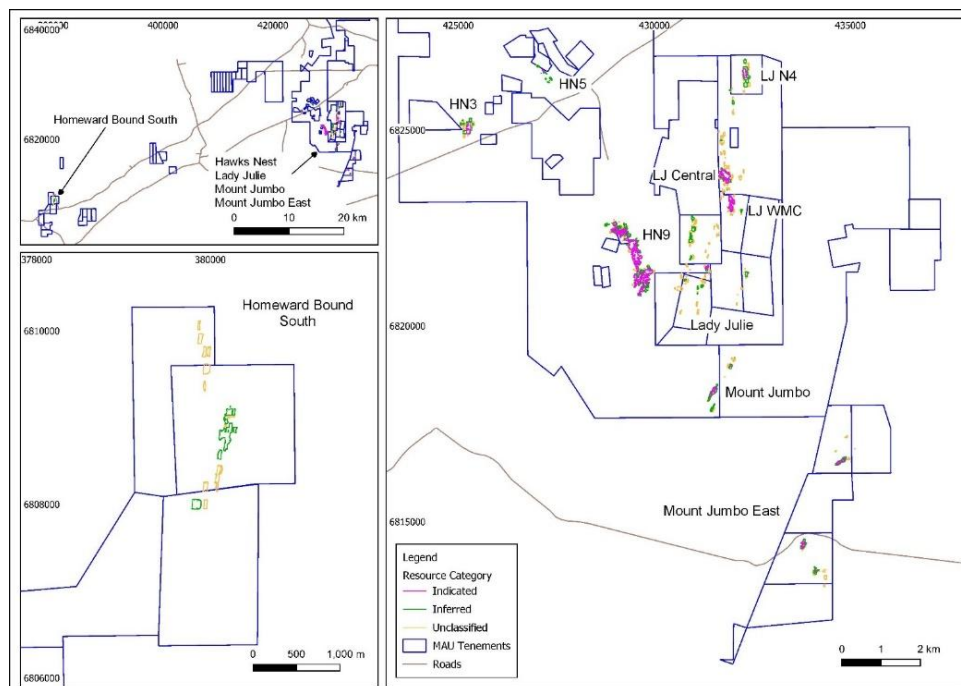 6840000
400000
420000
6820000
Homeward Bound South
Hawks Nest
Lady Julie
Mount Jumbo
Mount Jumbo East
0 10 20 km
378000
380000
Homeward Bound
South
6810000
6808000
6806000
0 500 1,000 m
425000
430000
435000
HN5
LJ N4
HN3
6825000
LJ Central
LJ WMC
HN9
6820000
Lady Julie
Mount Jumbo
Mount Jumbo East
6815000
Legend
Resource Category
Indicated
Inferred
Unclassified
MAU Tenements
Roads
0 1 2 km